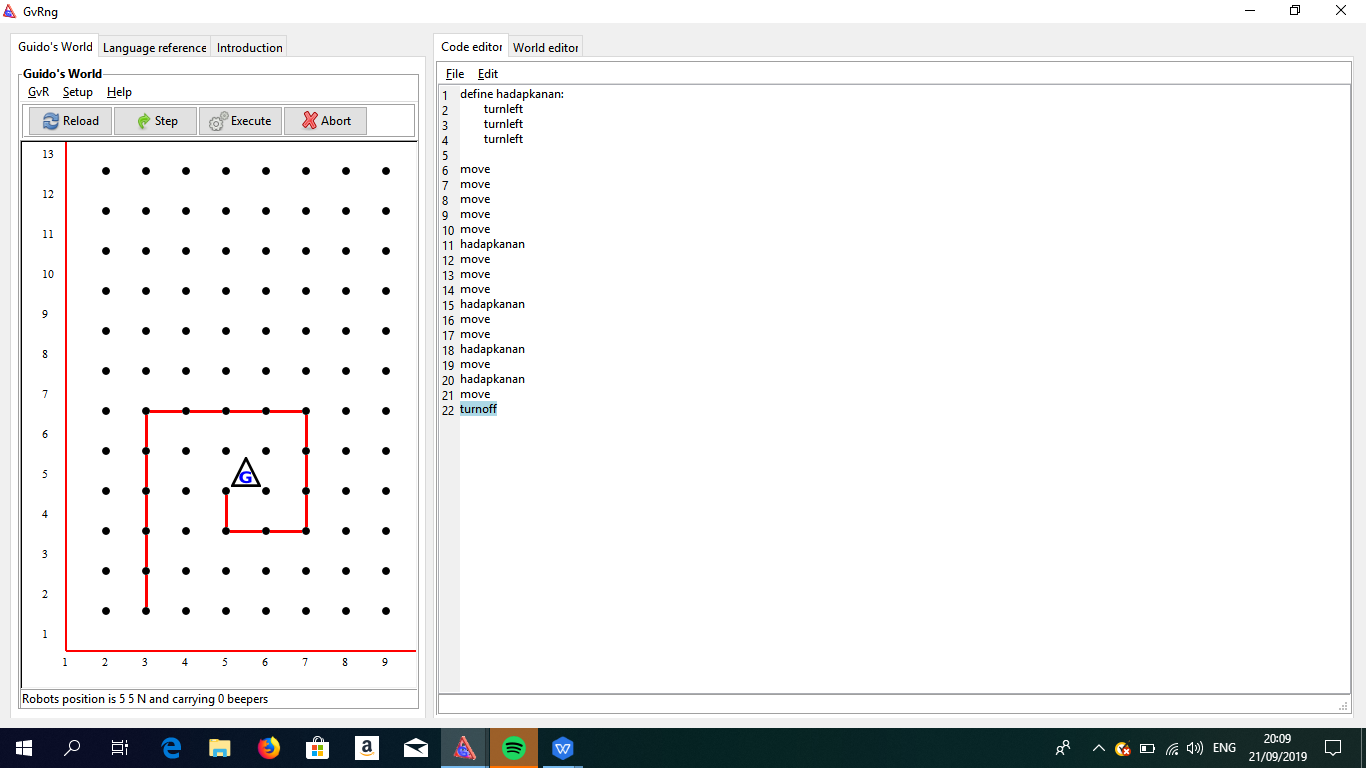 GvRng
Guido's World Language reference Introduction
Guido's World
GvR Setup Help
Reload Step Execute Abort
13
12
11
10
9
8
7
6
5
4
3
2
1
G
1 2 3 4 5 6 7 8 9
Robots position is 5 5 N and carrying 0 beepers
Code editor World editor
File Edit
1 define hadapkanan:
2 turnleft
3 turnleft
4 turnleft
5
6 move
7 move
8 move
9 move
10 move
11 hadapkanan
12 move
13 move
14 move
15 hadapkanan
16 move
17 move
18 hadapkanan
19 move
20 hadapkanan
21 move
22 turnoff
a
W
ENG
20:09
21/09/2019